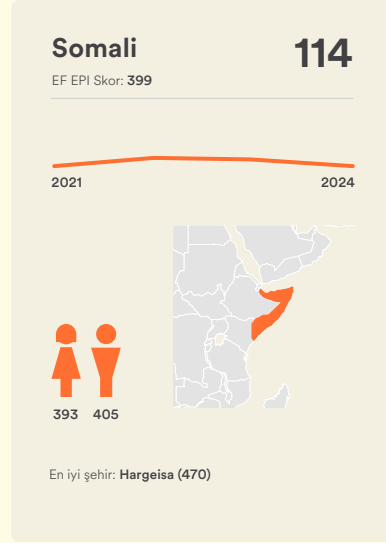 Somali
114
EF EPI Skor: 399
2021
2024
393
405
En iyi şehir: Hargeisa (470)